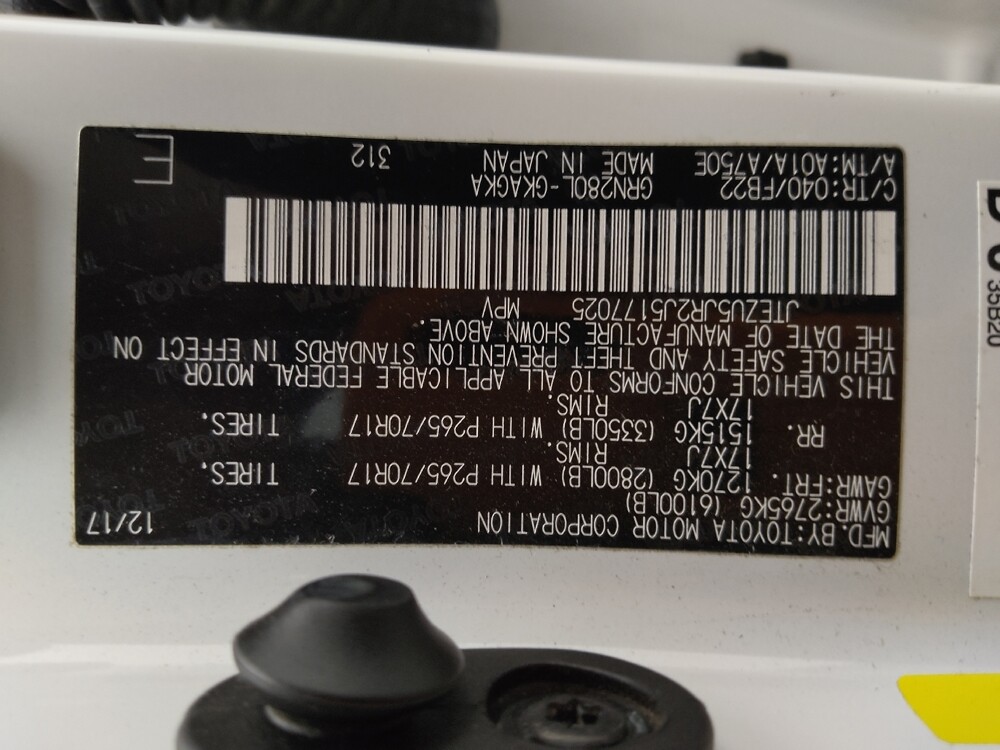 MFD.BY:TOYOTA MOTOR CORPORATION 12/17
GVWR:2765KG (6100LB)
GAWR:FRT. 1270KG (2800LB) WITH P265/70R17 TIRES.
17X7J RIMS.
RR. 1515KG (3350LB) WITH P265/70R17 TIRES.
17X7J RIMS.
THIS VEHICLE CONFORMS TO ALL APPLICABLE FEDERAL MOTOR
VEHICLE SAFETY AND THEFT PREVENTION STANDARDS IN EFFECT ON
THE DATE OF MANUFACTURE SHOWN ABOVE.
JTEZU5JR2J5177025 MPV
C/TR:040/FB22 GRN280L-GKAGKA
A/TM:A01A/A750E MADE IN JAPAN 312 E
35B20